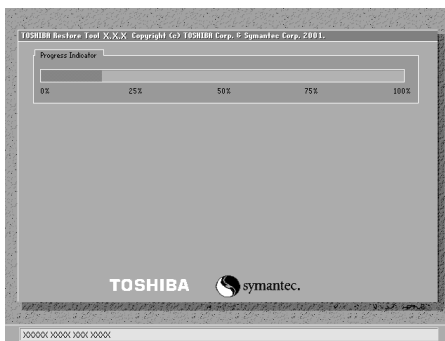 TOSHIBA Restore Tool X.X.X Copyright (c) TOSHIBA Corp. & Symantec Corp. 2001.
Progress Indicator
0% 25% 50% 75% 100%
TOSHIBA symantec.
XXXXX XXXX XXX XXXX